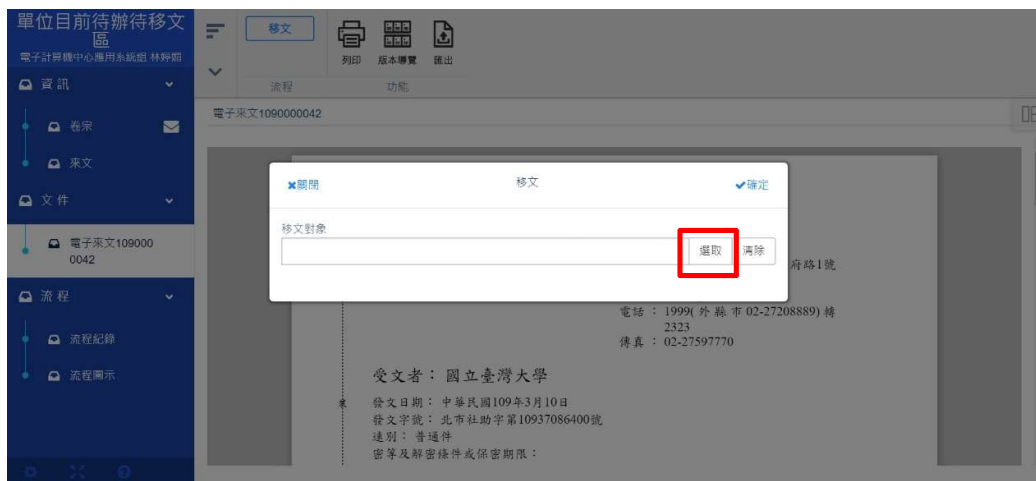 單位目前待辦待移文
區
電子計算機中心應用系統組 林婷媚
資訊
卷宗
來文
文件
電子來文109000
0042
流程
流程紀錄
流程圖示
移文
列印
版本導覽
匯出
流程
功能
電子來文1090000042
關閉
移文
確定
移文對象
選取
清除
府路1號
電話：1999(外縣市02-27208889)轉
2323
傳真：02-27597770
受文者：國立臺灣大學
發文日期：中華民國109年3月10日
發文字號：北市社助字第10937086400號
速別：普通件
密等及解密條件或保密期限：